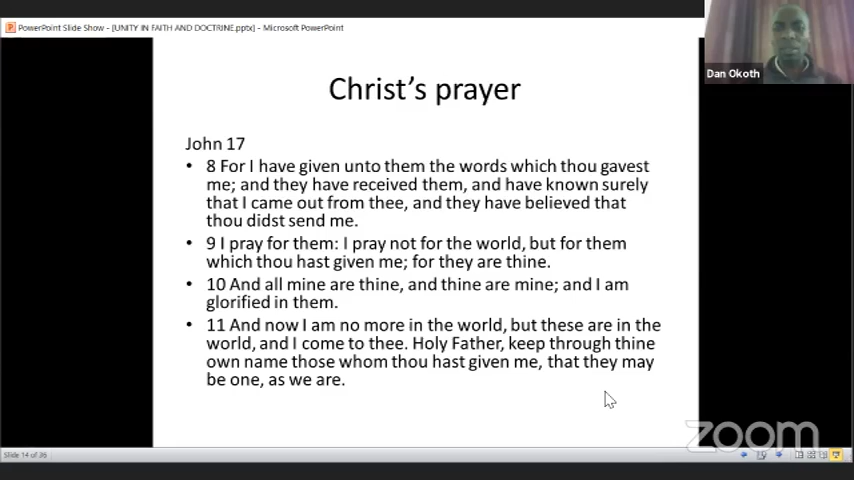 PowerPoint Slide Show - [UNITY IN FAITH AND DOCTRINE.pptx] - Microsoft PowerPoint
Dan Okoth
Christ's prayer
John 17
• 8 For I have given unto them the words which thou gavest
me; and they have received them, and have known surely
that I came out from thee, and they have believed that
thou didst send me.
• 9 I pray for them: I pray not for the world, but for them
which thou hast given me; for they are thine.
• 10 And all mine are thine, and thine are mine; and I am
glorified in them.
• 11 And now I am no more in the world, but these are in the
world, and I come to thee. Holy Father, keep through thine
own name those whom thou hast given me, that they may
be one, as we are.
zoom
Slide 14 of 36